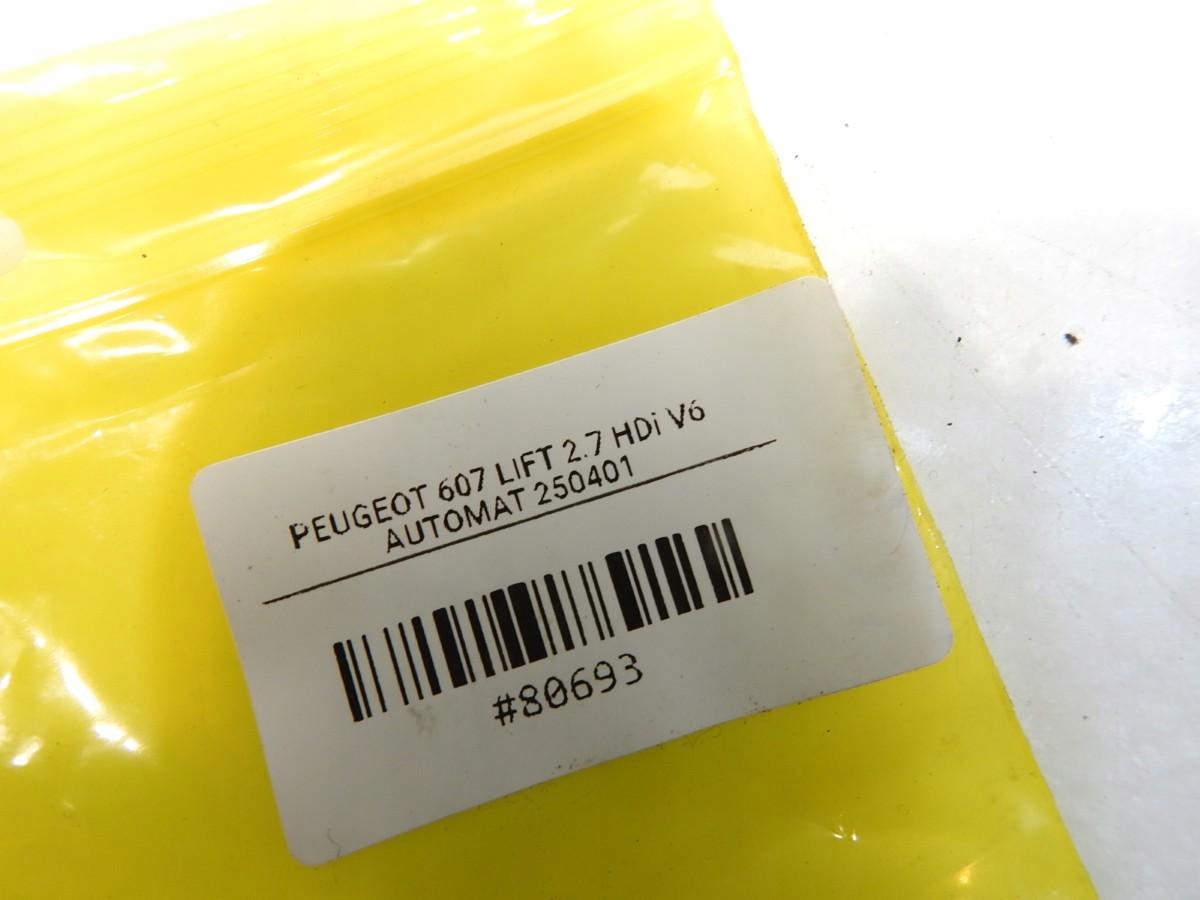 PEUGEOT 607 LIFT 2.7 HDi V6
AUTOMAT 250401
#80693